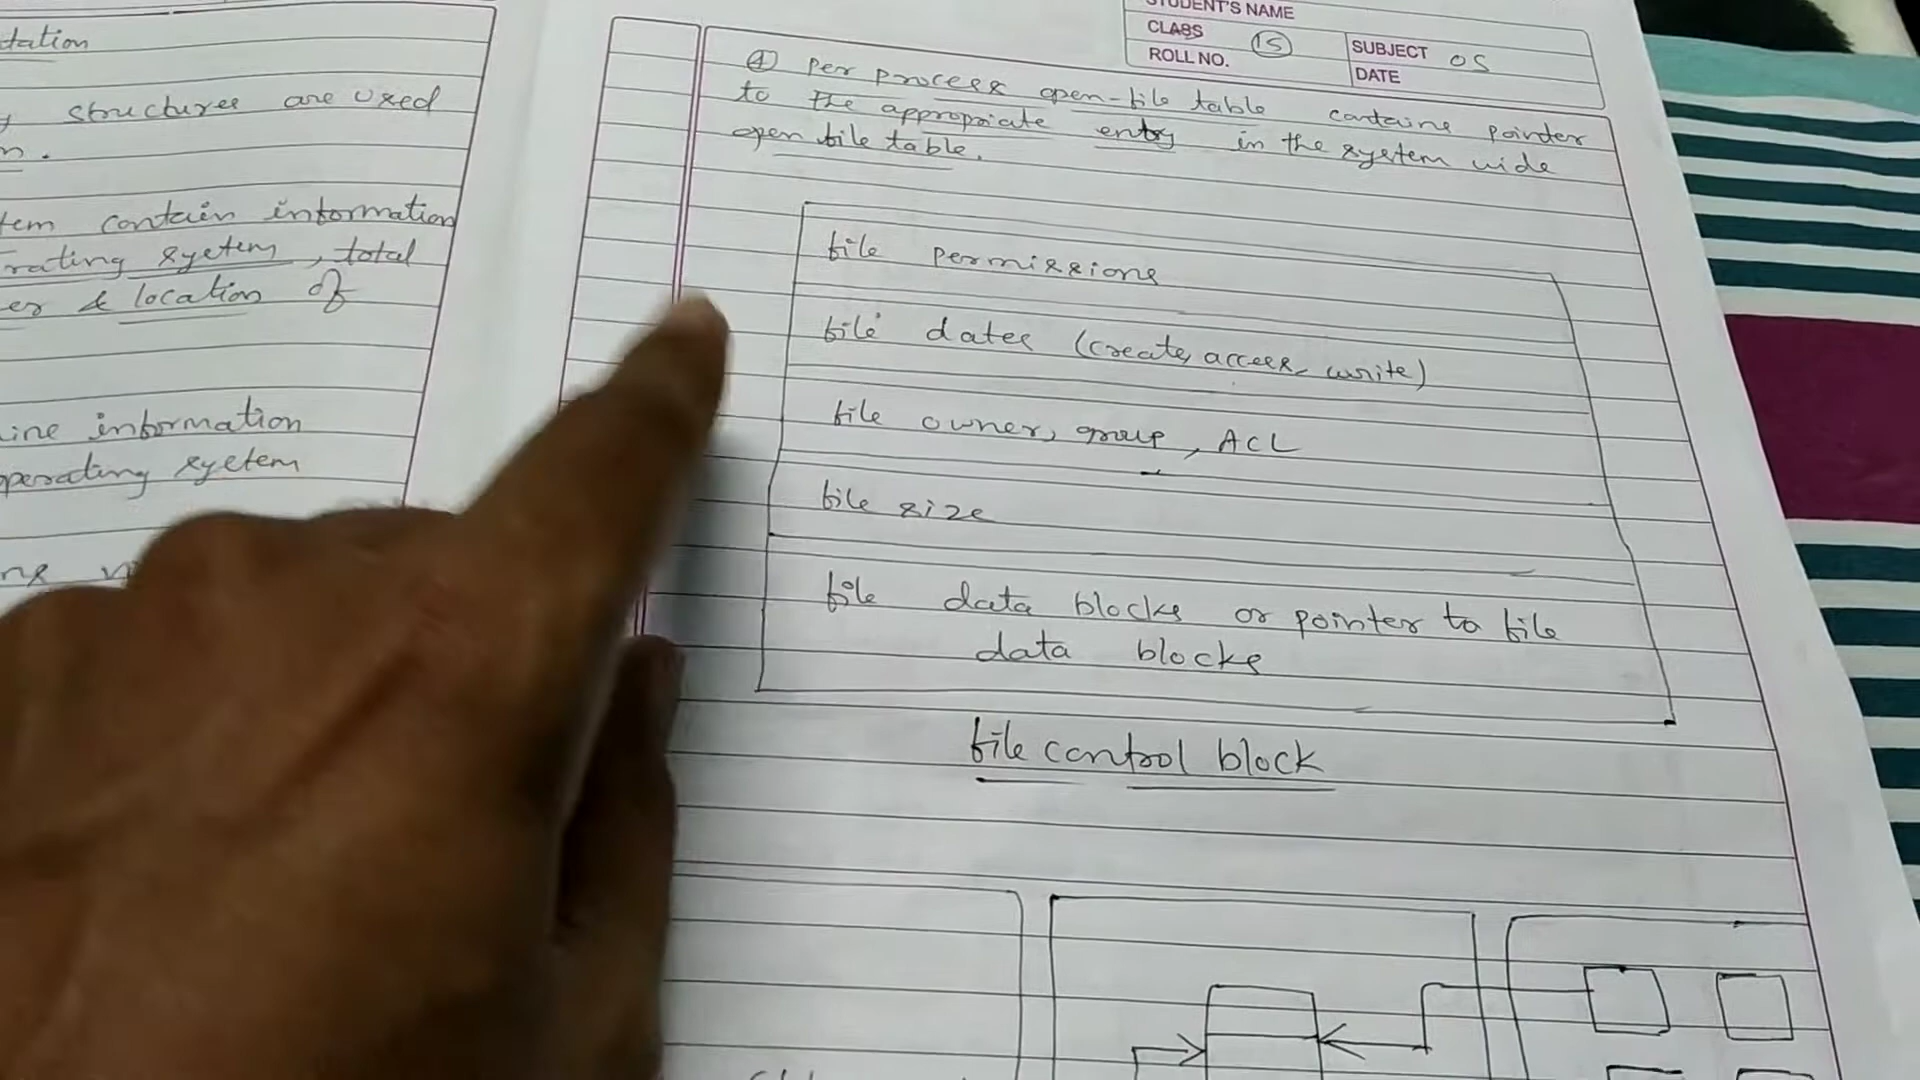 tation
structures are used
tem contain information
rating system, total
er & location of
ine information
operating system
STUDENT'S NAME
CLASS 15 SUBJECT OS
ROLL NO. DATE
④ Per process open-file table contains pointer
to the appropriate entry in the system wide
open file table.
file permissions
file dates (create, access, write)
file owner, group, ACL
file size
file data blocks or pointer to file
data blocks
file control block